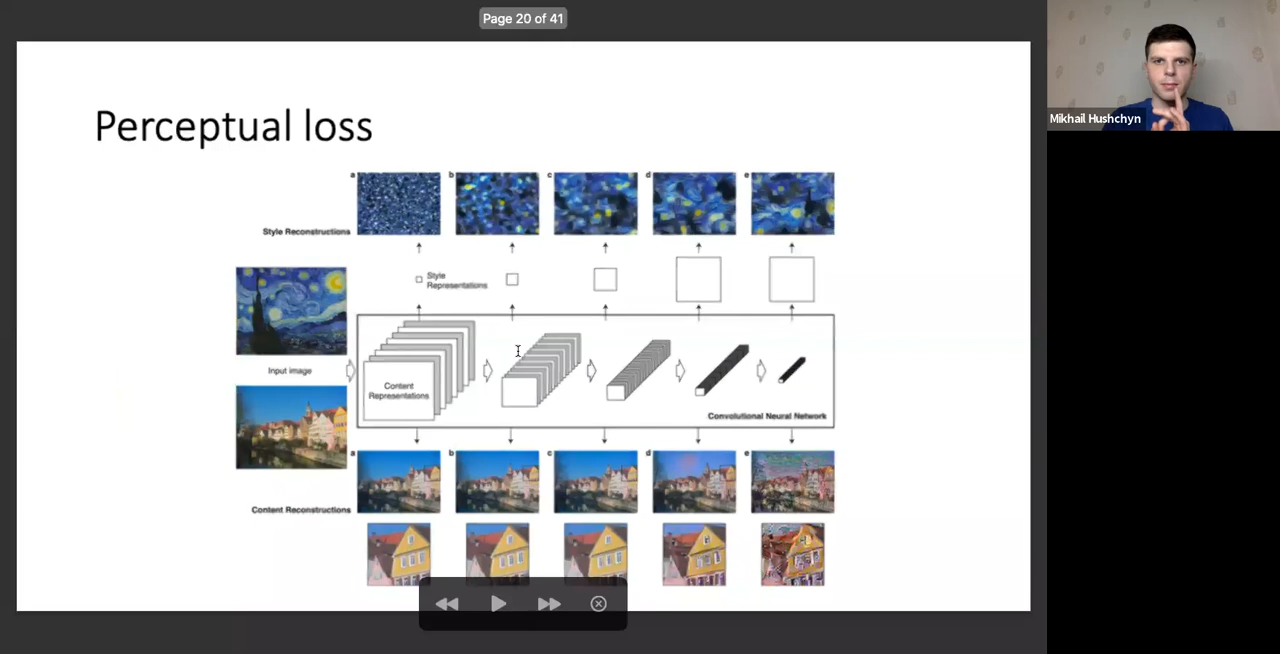 Page 20 of 41
Mikhail Hushchyn
Perceptual loss
a
b
c
d
e
Style Reconstructions
Style
Representations
Input image
Content
Representations
Convolutional Neural Network
a
b
c
d
e
Content Reconstructions